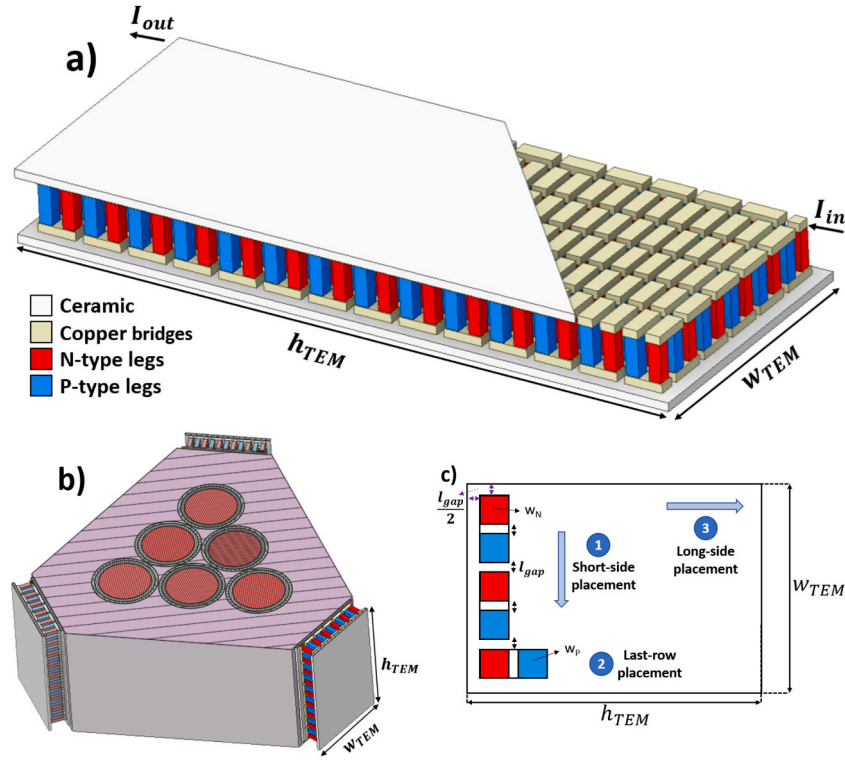 I_out
a)
I_in
Ceramic
Copper bridges
N-type legs
P-type legs
h_TEM
w_TEM
b)
h_TEM
w_TEM
c)
l_gap
2
w_N
1
Short-side
placement
3
Long-side
placement
l_gap
w_TEM
w_P
2
Last-row
placement
h_TEM